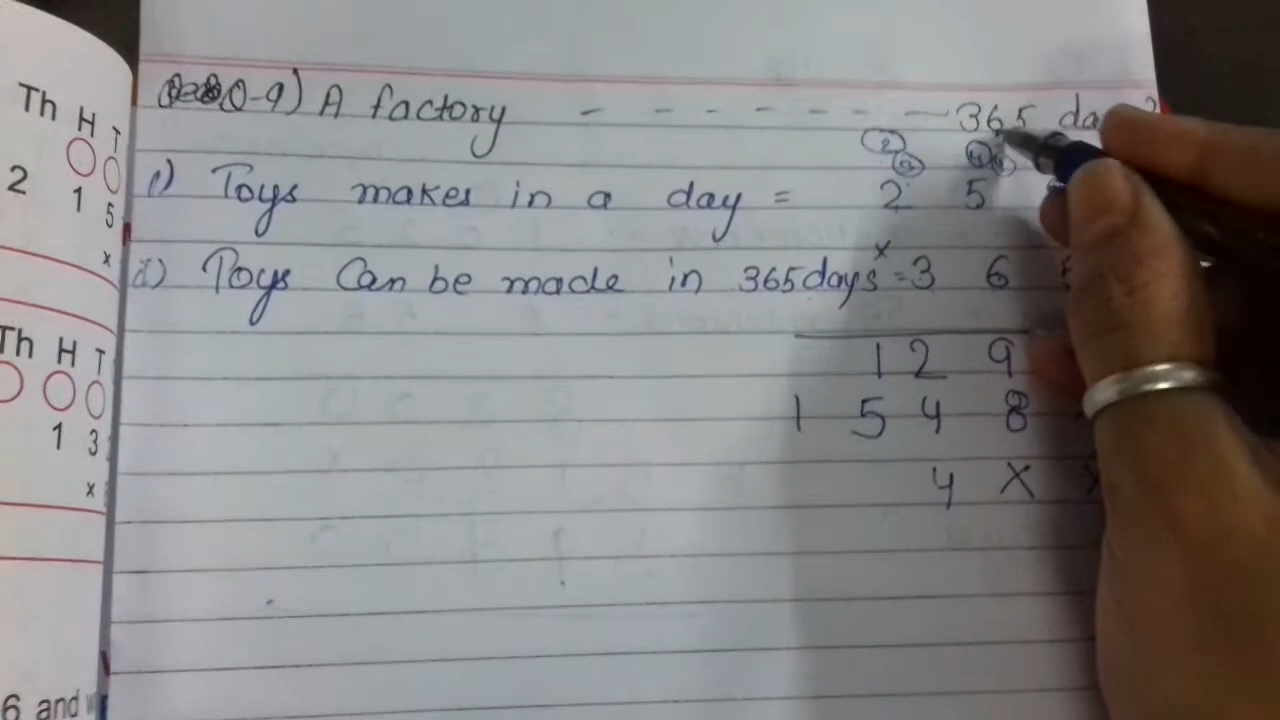 Q-9) A factory - - - - - - - 365 da
i) Toys makes in a day = 2 5
ii) Toys Can be made in 365days = 3 6
×
1 2 9
1 5 4 8
4 X X
Th H T
2 1 5
x
Th H T
1 3
x
6 and